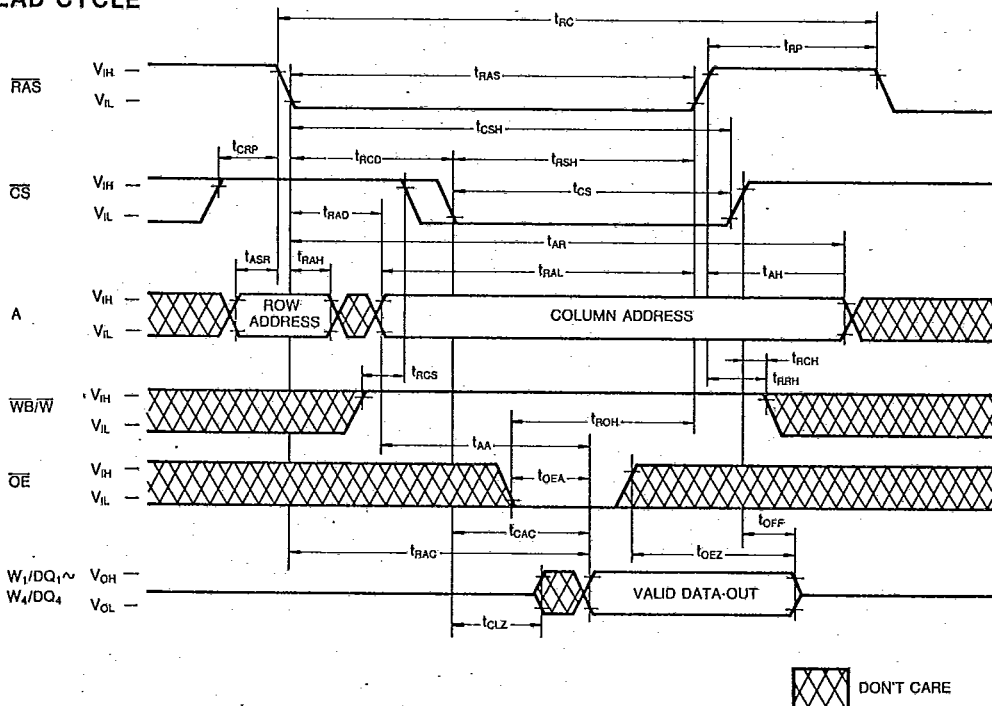 EAD CYCLE
tRC
tRP
RAS
VIH
VIL
tRAS
tCSH
tCRP
tRCD
tRSH
CS
VIH
VIL
tCS
tRAD
tAR
tASR
tRAH
tRAL
tAH
A
VIH
VIL
ROW
ADDRESS
COLUMN ADDRESS
tRCH
tRCS
tRRH
WB/W
VIH
VIL
tROH
tAA
OE
VIH
VIL
tOEA
tCAC
tOFF
tRAC
tOEZ
W1/DQ1~
W4/DQ4
VOH
VOL
VALID DATA-OUT
tCLZ
DON'T CARE